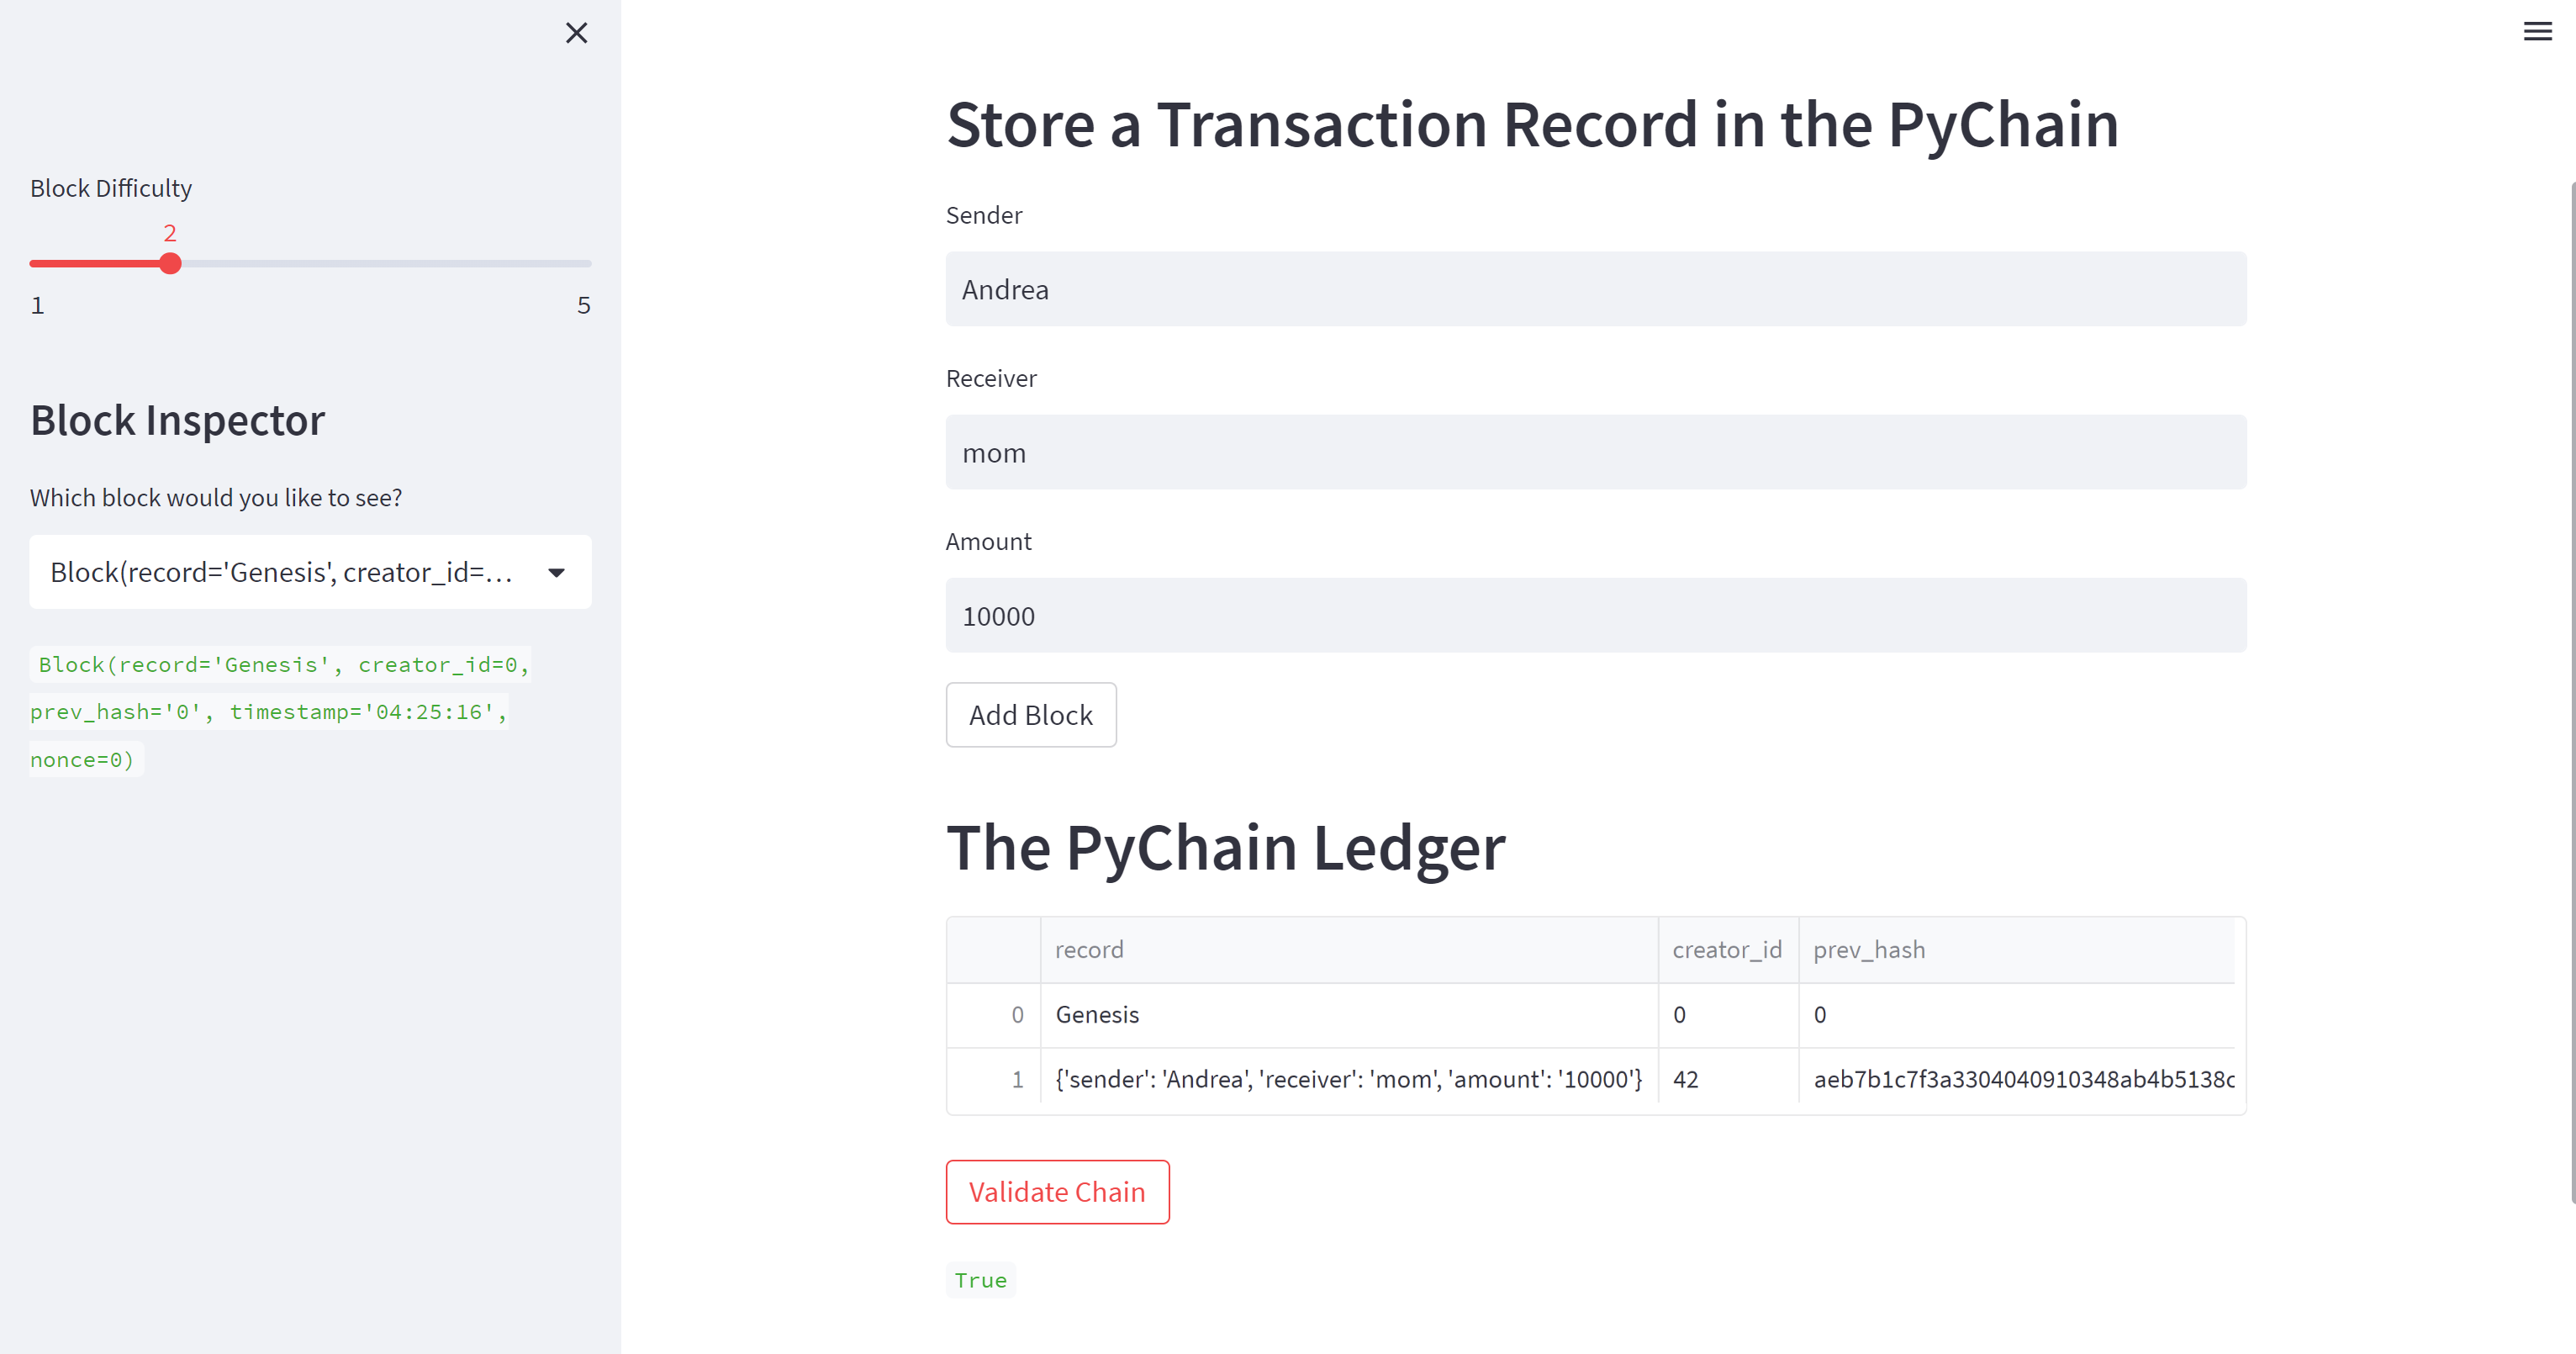 Block Difficulty
2
1 5
Block Inspector
Which block would you like to see?
Block(record='Genesis', creator_id=...
Block(record='Genesis', creator_id=0,
prev_hash='0', timestamp='04:25:16',
nonce=0)
Store a Transaction Record in the PyChain
Sender
Andrea
Receiver
mom
Amount
10000
Add Block
The PyChain Ledger
record creator_id prev_hash
0 Genesis 0 0
1 {'sender': 'Andrea', 'receiver': 'mom', 'amount': '10000'} 42 aeb7b1c7f3a3304040910348ab4b5138c
Validate Chain
True